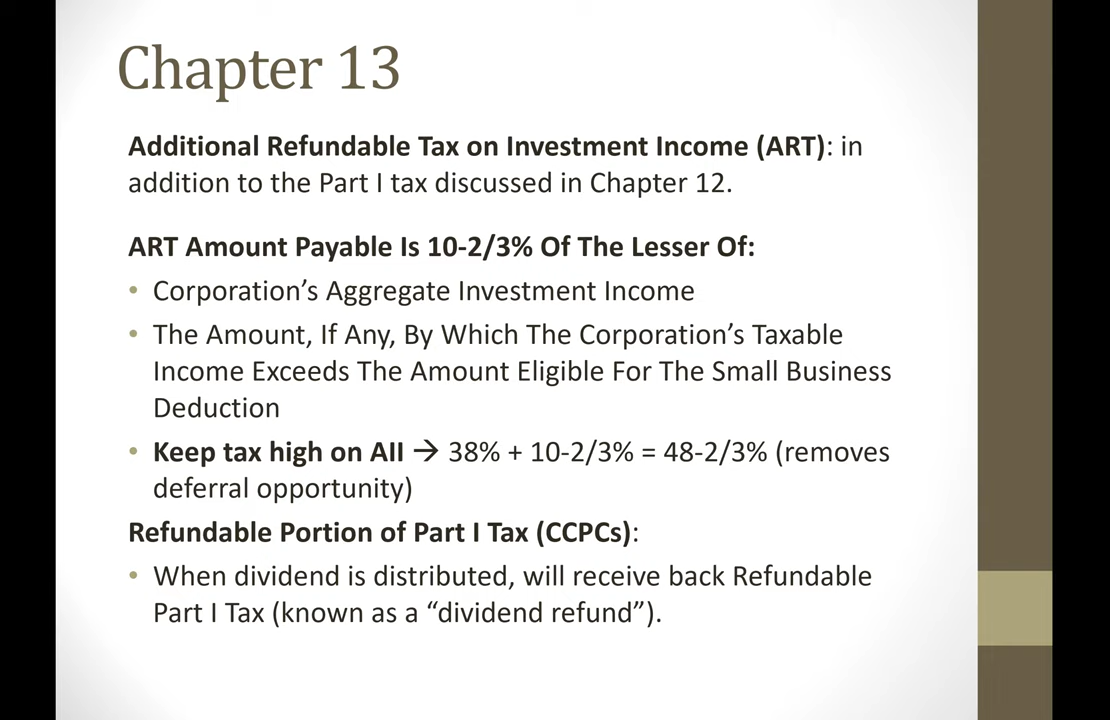 Chapter 13
Additional Refundable Tax on Investment Income (ART): in
addition to the Part I tax discussed in Chapter 12.
ART Amount Payable Is 10-2/3% Of The Lesser Of:
• Corporation’s Aggregate Investment Income
• The Amount, If Any, By Which The Corporation’s Taxable
Income Exceeds The Amount Eligible For The Small Business
Deduction
• Keep tax high on AII → 38% + 10-2/3% = 48-2/3% (removes
deferral opportunity)
Refundable Portion of Part I Tax (CCPCs):
• When dividend is distributed, will receive back Refundable
Part I Tax (known as a “dividend refund”).